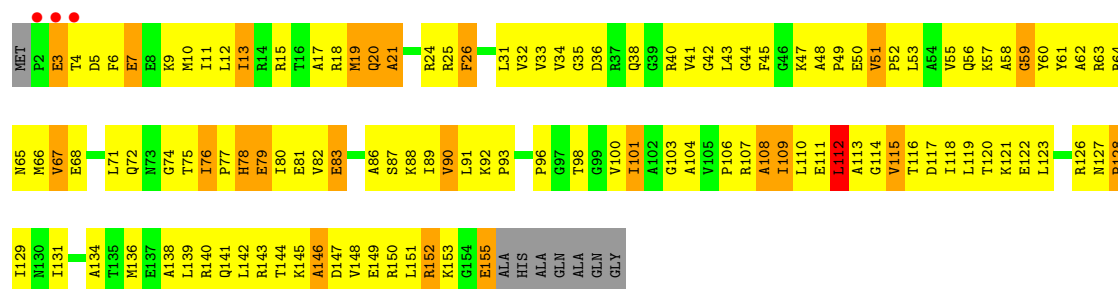 MET P2 E3 T4 D5 F6 E7 E8 K9 M10 I11 L12 I13 R14 R15 T16 A17 R18 M19 Q20 A21 R24 R25 F26 L31 V32 V33 V34 G35 D36 R37 Q38 G39 R40 V41 G42 L43 G44 F45 G46 K47 A48 P49 E50 V51 P52 L53 A54 V55 Q56 K57 A58 G59 Y60 Y61 A62 R63 R64
N65 M66 V67 E68 L71 Q72 N73 G74 T75 I76 P77 H78 E79 I80 E81 V82 E83 A86 S87 K88 I89 V90 L91 K92 P93 P96 G97 T98 G99 V100 I101 A102 G103 A104 V105 P106 R107 A108 I109 L110 E111 L112 A113 G114 V115 T116 D117 I118 L119 T120 K121 E122 L123 R126 N127
I129 N130 I131 A134 T135 M136 E137 A138 L139 R140 Q141 L142 R143 T144 K145 A146 D147 V148 E149 R150 L151 R152 K153 G154 E155 ALA HIS ALA GLN ALA GLN GLY